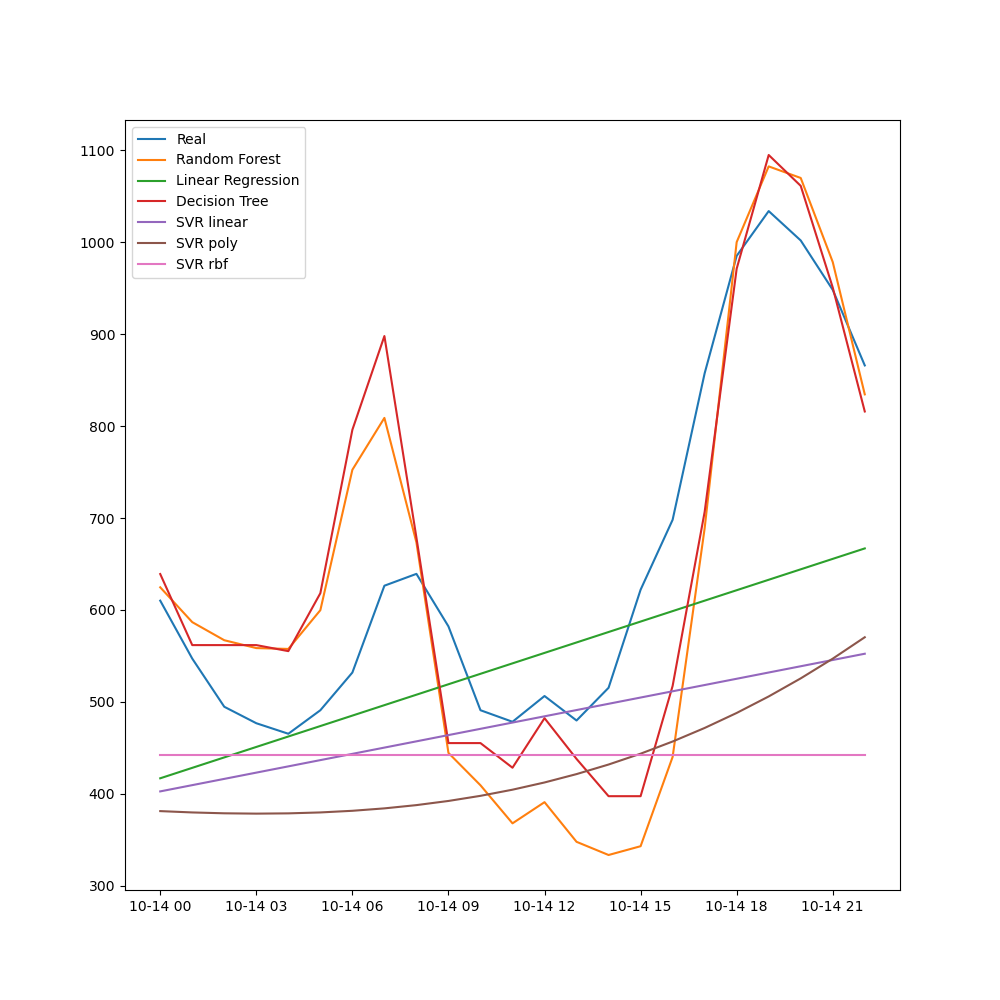 Real
Random Forest
Linear Regression
Decision Tree
SVR linear
SVR poly
SVR rbf
1100
1000
900
800
700
600
500
400
300
10-14 00 10-14 03 10-14 06 10-14 09 10-14 12 10-14 15 10-14 18 10-14 21